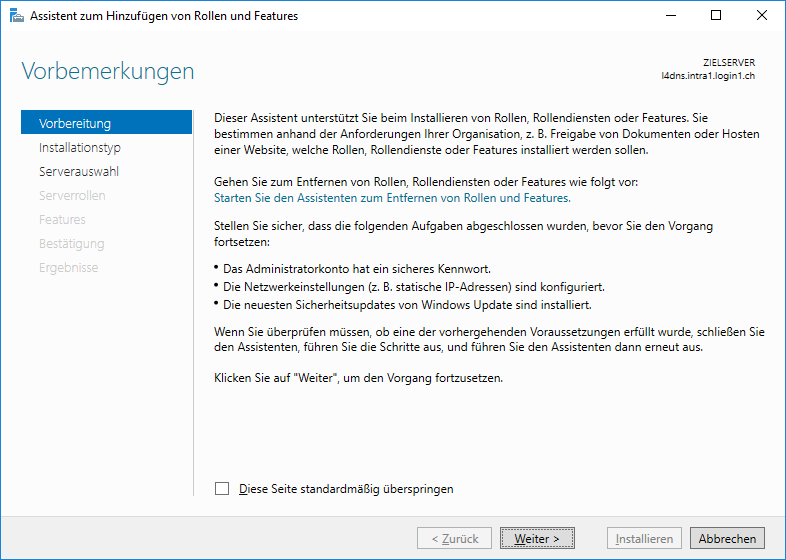 Assistent zum Hinzufügen von Rollen und Features
Vorbemerkungen
ZIELSERVER
l4dns.intra1.login1.ch
Vorbereitung
Installationstyp
Serverauswahl
Serverrollen
Features
Bestätigung
Ergebnisse
Dieser Assistent unterstützt Sie beim Installieren von Rollen, Rollendiensten oder Features. Sie
bestimmen anhand der Anforderungen Ihrer Organisation, z. B. Freigabe von Dokumenten oder Hosten
einer Website, welche Rollen, Rollendienste oder Features installiert werden sollen.
Gehen Sie zum Entfernen von Rollen, Rollendiensten oder Features wie folgt vor:
Starten Sie den Assistenten zum Entfernen von Rollen und Features.
Stellen Sie sicher, dass die folgenden Aufgaben abgeschlossen wurden, bevor Sie den Vorgang
fortsetzen:
• Das Administratorkonto hat ein sicheres Kennwort.
• Die Netzwerkeinstellungen (z. B. statische IP-Adressen) sind konfiguriert.
• Die neuesten Sicherheitsupdates von Windows Update sind installiert.
Wenn Sie überprüfen müssen, ob eine der vorhergehenden Voraussetzungen erfüllt wurde, schließen Sie
den Assistenten, führen Sie die Schritte aus, und führen Sie den Assistenten dann erneut aus.
Klicken Sie auf "Weiter", um den Vorgang fortzusetzen.
Diese Seite standardmäßig überspringen
< Zurück
Weiter >
Installieren
Abbrechen